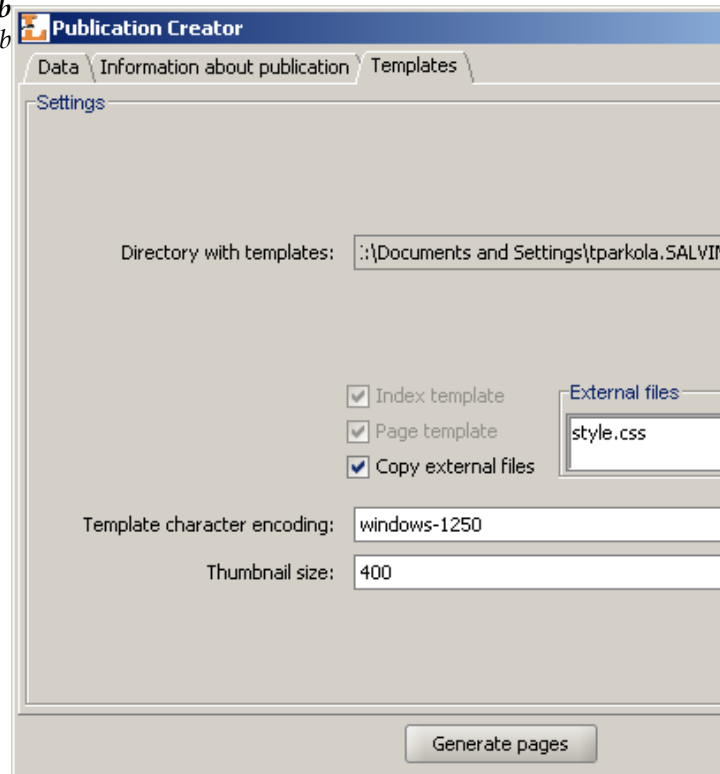 b
b
Publication Creator
Data Information about publication Templates
Settings
Directory with templates: :\Documents and Settings\tparkola.SALVIN
Index template
External files
Page template
style.css
Copy external files
Template character encoding: windows-1250
Thumbnail size: 400
Generate pages